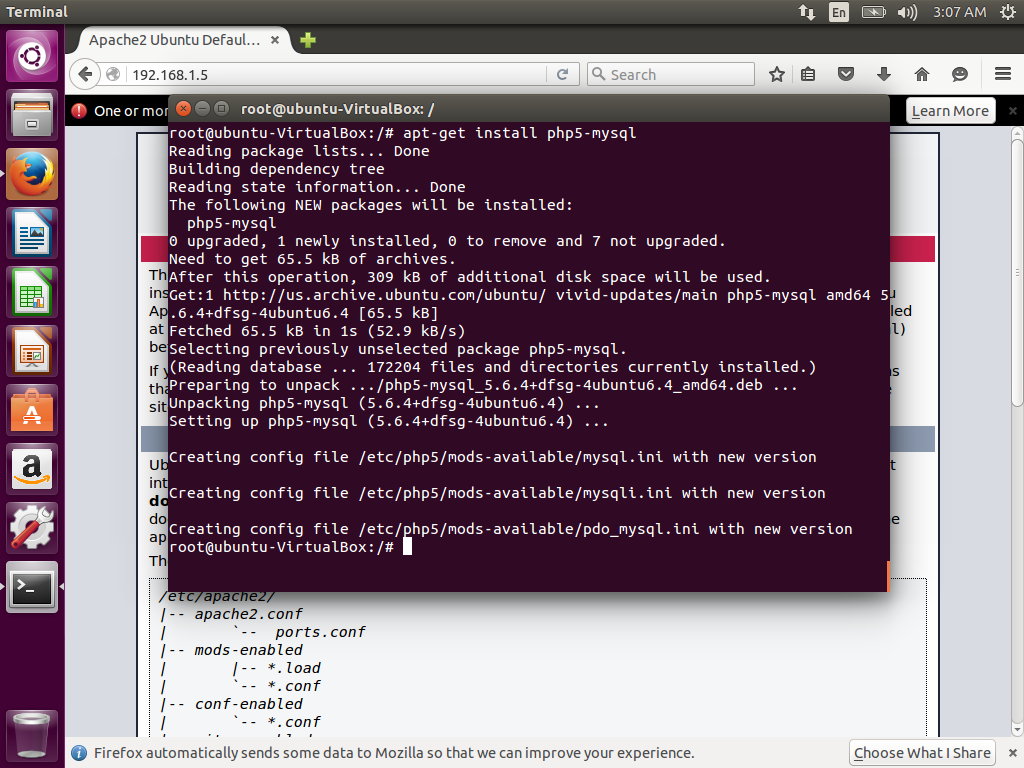 Terminal
En
3:07 AM
Apache2 Ubuntu Defaul...
192.168.1.5
Search
One or mor
Learn More
root@ubuntu-VirtualBox: /
root@ubuntu-VirtualBox:/# apt-get install php5-mysql
Reading package lists... Done
Building dependency tree
Reading state information... Done
The following NEW packages will be installed:
php5-mysql
0 upgraded, 1 newly installed, 0 to remove and 7 not upgraded.
Need to get 65.5 kB of archives.
After this operation, 309 kB of additional disk space will be used.
Get:1 http://us.archive.ubuntu.com/ubuntu/ vivid-updates/main php5-mysql amd64 5
.6.4+dfsg-4ubuntu6.4 [65.5 kB]
Fetched 65.5 kB in 1s (52.9 kB/s)
Selecting previously unselected package php5-mysql.
(Reading database ... 172204 files and directories currently installed.)
Preparing to unpack .../php5-mysql_5.6.4+dfsg-4ubuntu6.4_amd64.deb ...
Unpacking php5-mysql (5.6.4+dfsg-4ubuntu6.4) ...
Setting up php5-mysql (5.6.4+dfsg-4ubuntu6.4) ...
Creating config file /etc/php5/mods-available/mysql.ini with new version
Creating config file /etc/php5/mods-available/mysqli.ini with new version
Creating config file /etc/php5/mods-available/pdo_mysql.ini with new version
root@ubuntu-VirtualBox:/#
/etc/apache2/
|-- apache2.conf
|       `--  ports.conf
|-- mods-enabled
|       |-- *.load
|       `-- *.conf
|-- conf-enabled
|       `-- *.conf
Firefox automatically sends some data to Mozilla so that we can improve your experience.
Choose What I Share